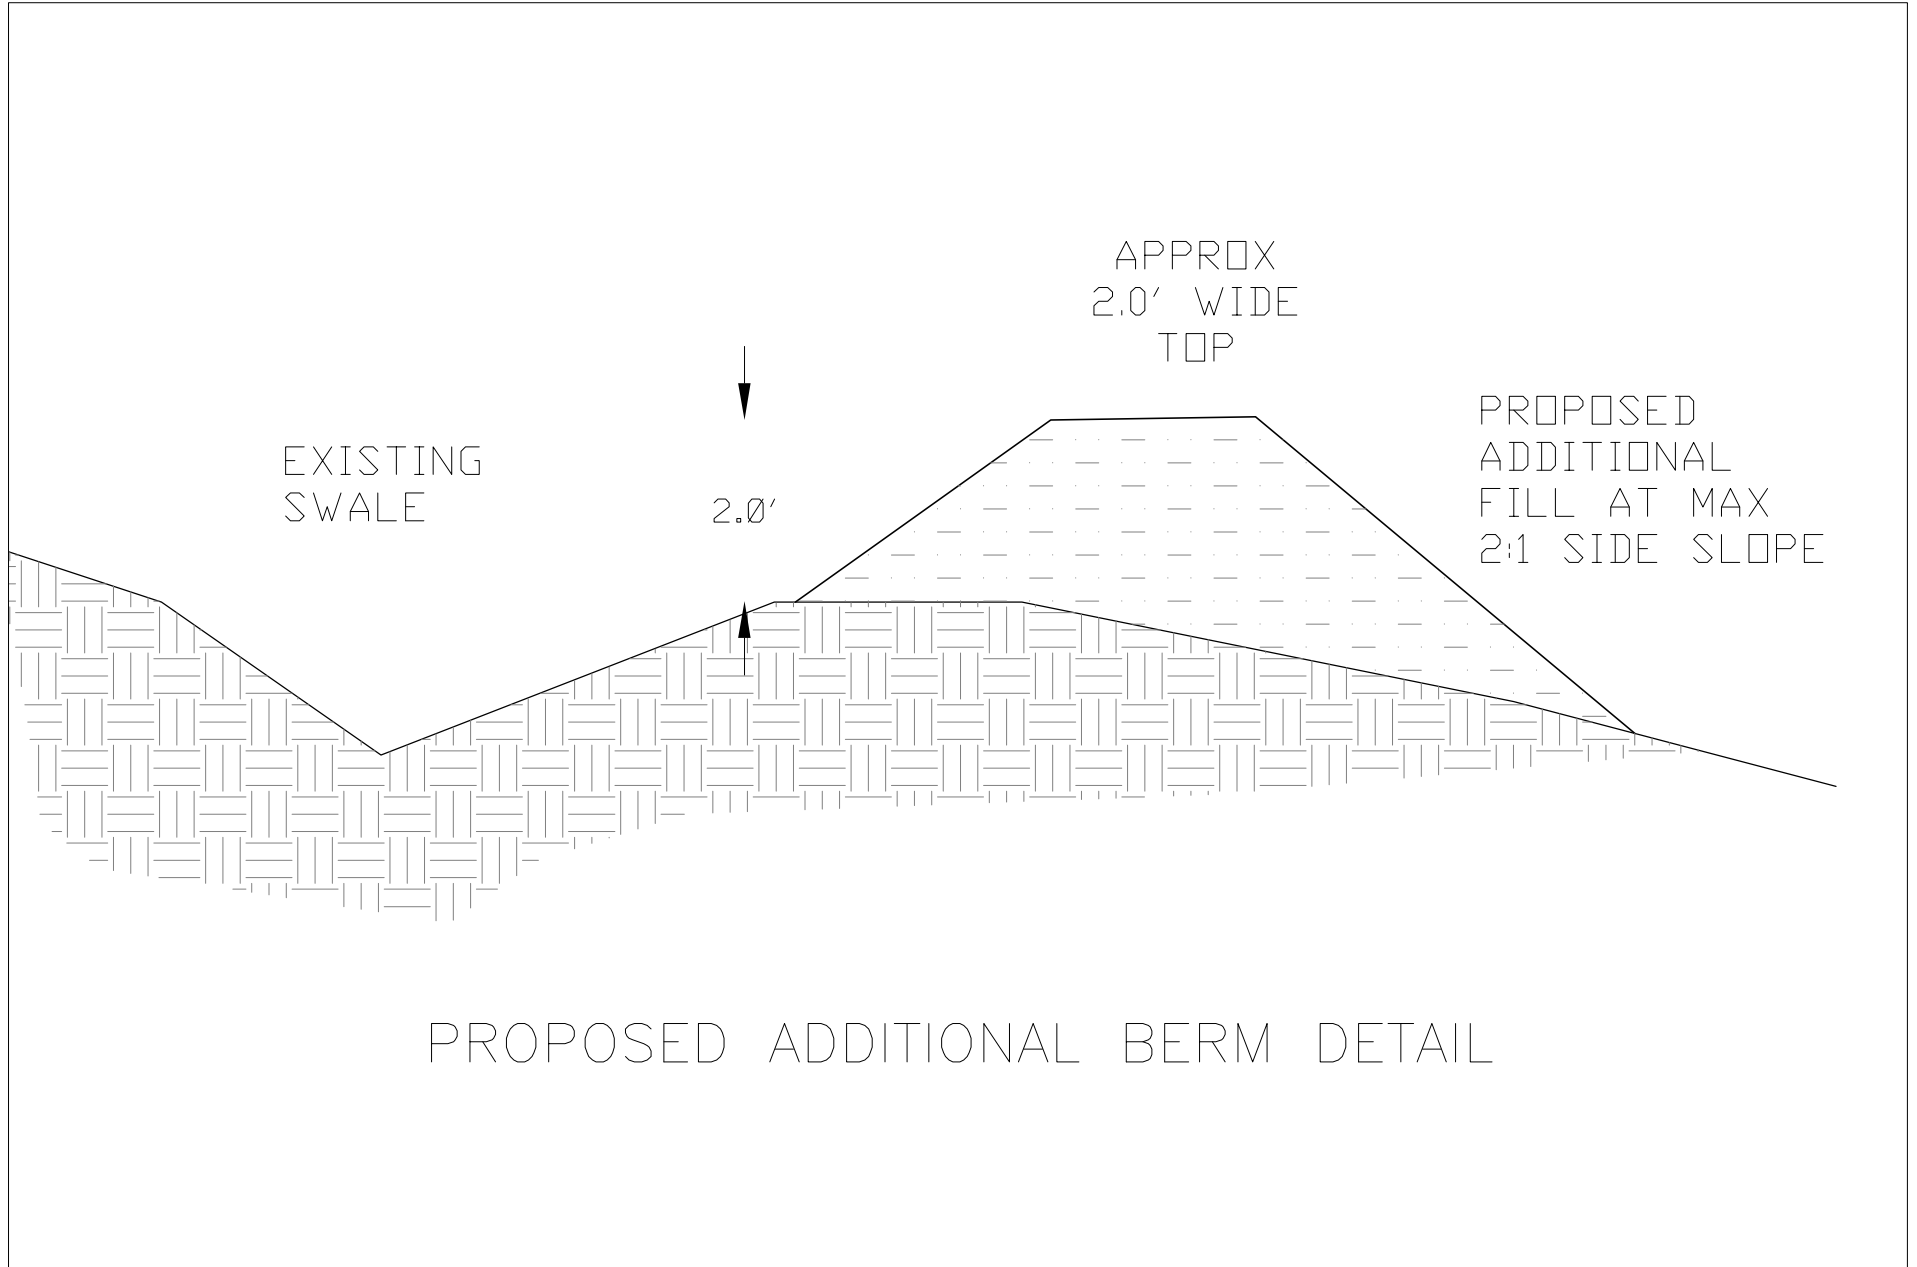 APPROX
2.0' WIDE
TOP
EXISTING
SWALE
2.0'
PROPOSED
ADDITIONAL
FILL AT MAX
2:1 SIDE SLOPE
PROPOSED ADDITIONAL BERM DETAIL